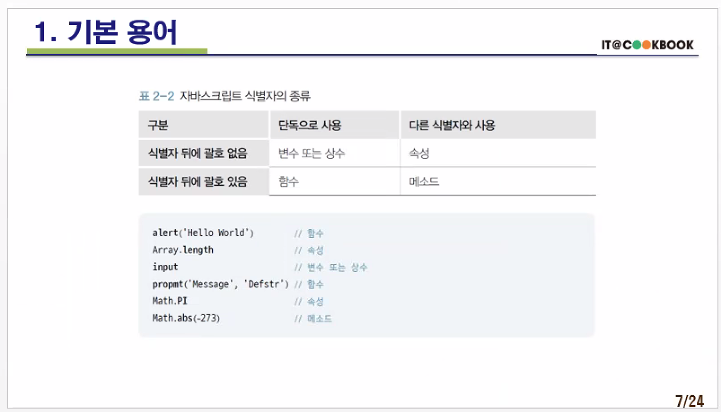 1. 기본 용어
IT@COOKBOOK
표 2-2 자바스크립트 식별자의 종류
구분 단독으로 사용 다른 식별자와 사용
식별자 뒤에 괄호 없음 변수 또는 상수 속성
식별자 뒤에 괄호 있음 함수 메소드
alert('Hello World') // 함수
Array.length // 속성
input // 변수 또는 상수
propmt('Message', 'Defstr') // 함수
Math.PI // 속성
Math.abs(-273) // 메소드
7/24